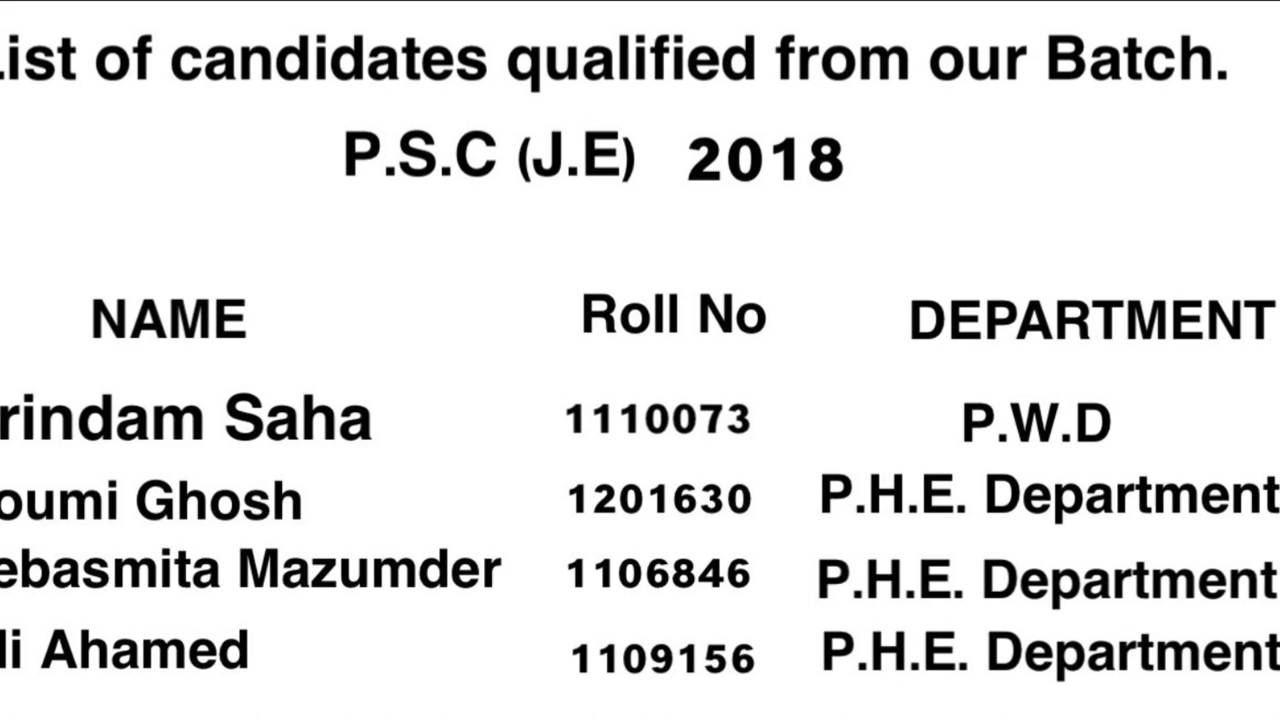 List of candidates qualified from our Batch.
P.S.C (J.E) 2018
NAME Roll No DEPARTMENT
rindam Saha 1110073 P.W.D
oumi Ghosh 1201630 P.H.E. Department
ebasmita Mazumder 1106846 P.H.E. Department
li Ahamed 1109156 P.H.E. Department